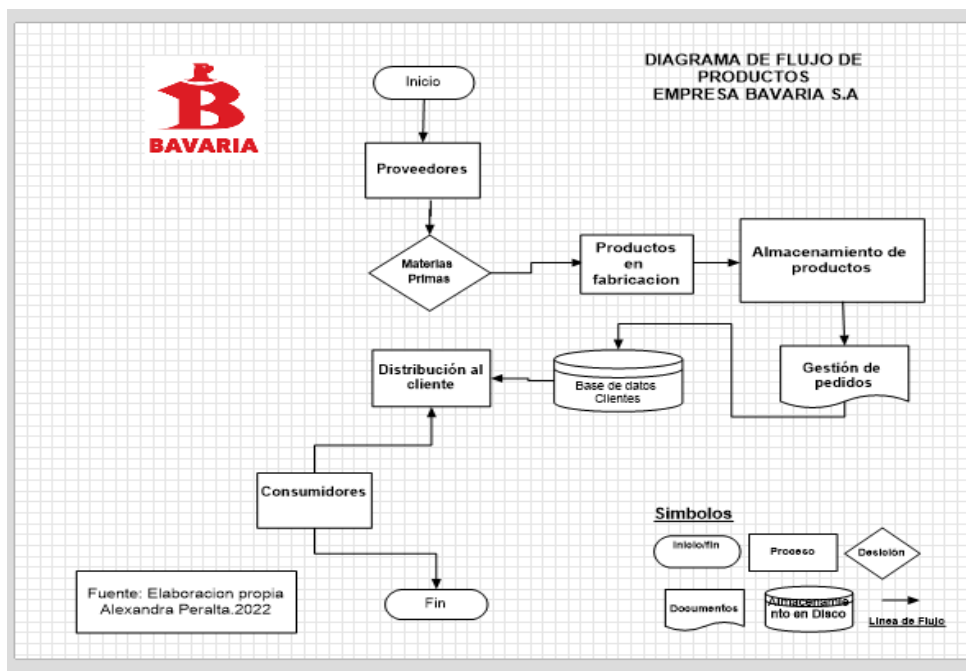 DIAGRAMA DE FLUJO DE
PRODUCTOS
EMPRESA BAVARIA S.A
BAVARIA
Inicio
Proveedores
Materias
Primas
Productos
en
fabricacion
Almacenamiento de
productos
Gestión de
pedidos
Base de datos
Clientes
Distribución al
cliente
Consumidores
Fin
Fuente: Elaboracion propia
Alexandra Peralta.2022
Simbolos
Inicio/fin
Proceso
Desición
Documentos
Almacenamie
nto en Disco
Linea de Flujo